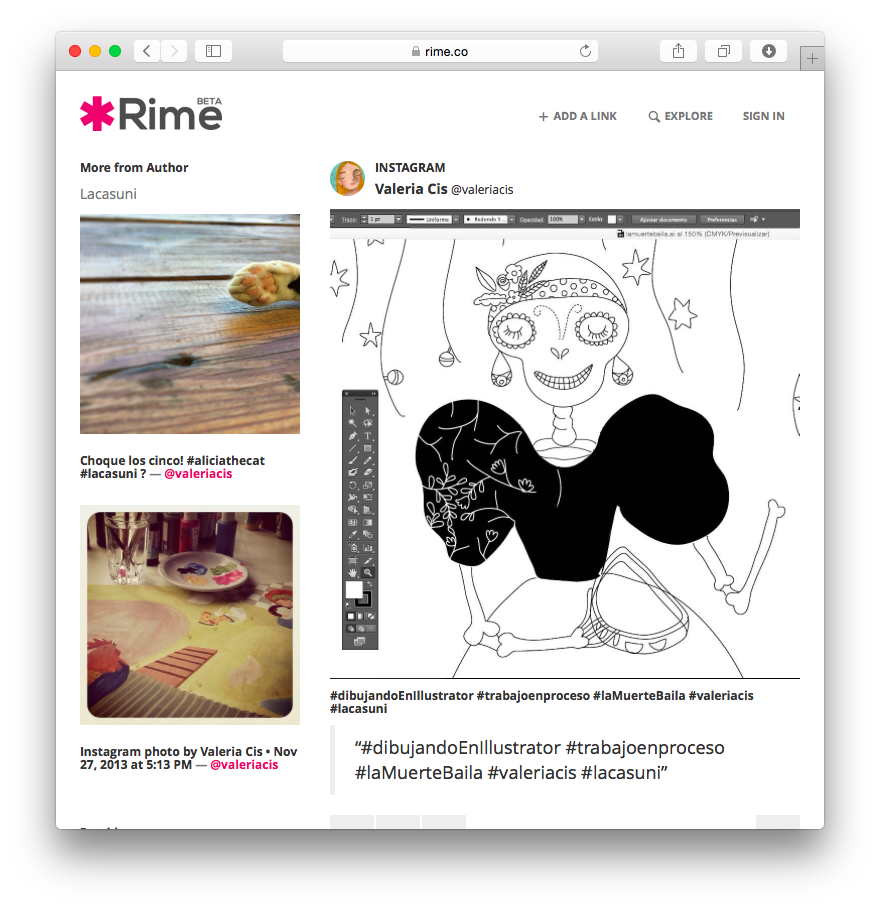 rime.co
Rime
BETA
ADD A LINK
EXPLORE
SIGN IN
More from Author
Lacasuni
Choque los cinco! #aliciathecat
#lacasuni ? — @valeriacis
Instagram photo by Valeria Cis • Nov
27, 2013 at 5:13 PM — @valeriacis
INSTAGRAM
Valeria Cis @valeriacis
Trazo: 1 pt Uniforme Redondo 5 ... Opacidad: 100% Estilo: Ajustar documento Preferencias
lamuertebaila.ai al 150% (CMYK/Previsualizar)
#dibujandoEnIllustrator #trabajoenproceso #laMuerteBaila #valeriacis
#lacasuni
“#dibujandoEnIllustrator #trabajoenproceso
#laMuerteBaila #valeriacis #lacasuni”